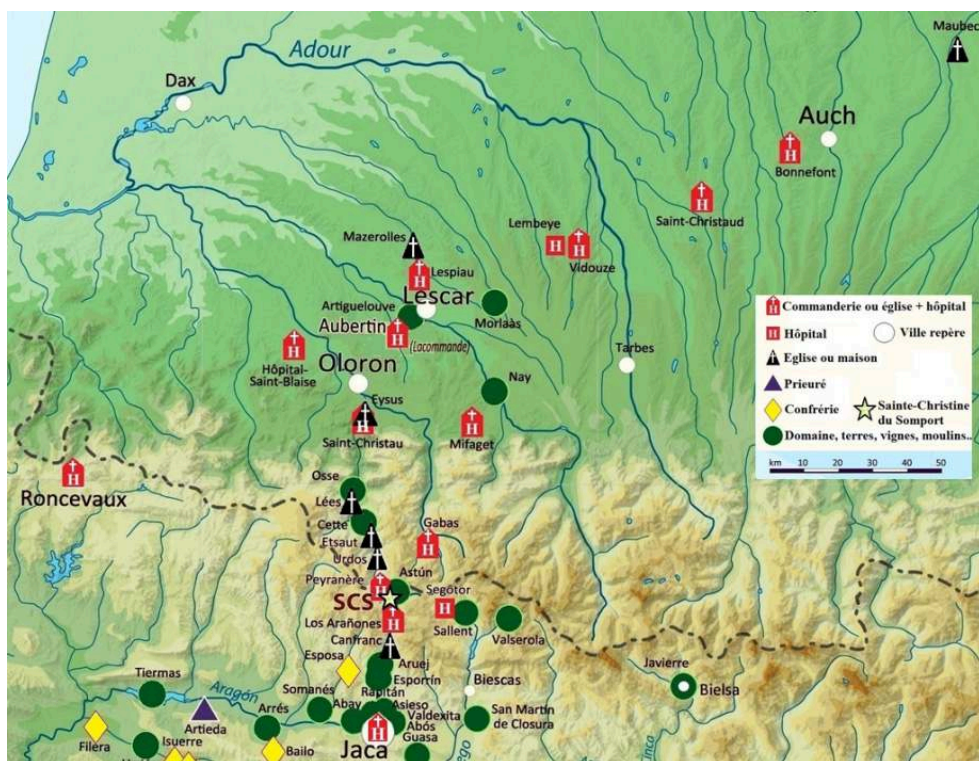 Maubec
Adour
Dax
Auch
Bonnefont
Saint-Christaud
Lembeye
Vidouze
Mazerolles
Lespiau
Lescar
Artiguelouve
Morlaàs
Aubertin
(Lacommande)
Hôpital-
Saint-Blaise
Oloron
Tarbes
Nay
Eysus
Saint-Christau
Mifaget
Roncevaux
Osse
Lées
Cette
Etsaut
Urdos
Gabas
Peyranère
Astún
SCS
Segotor
Los Arañones
Sallent
Valserola
Canfranc
Esposa
Aruej
Esporrín
Biescas
Javierre
Bielsa
Tiermas
Aragón
Somanés
Rapitán
Abay
Asieso
Valdexita
San Martín
de Closura
Artieda
Arrés
Abós
Guasa
Jaca
Filera
Isuerre
Bailo
Cinca
H Commanderie ou église + hôpital
H Hôpital
Ville repère
Eglise ou maison
Prieuré
Confrérie
Sainte-Christine
du Somport
Domaine, terres, vignes, moulins...
km 10 20 30 40 50